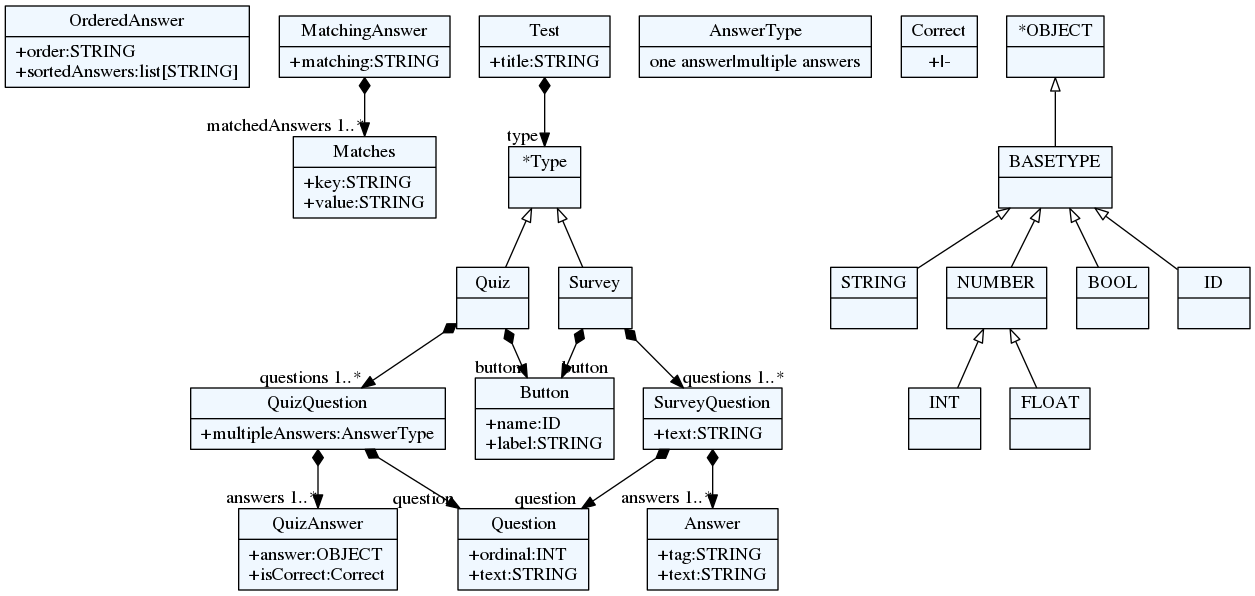 OrderedAnswer
+order:STRING
+sortedAnswers:list[STRING]
MatchingAnswer
+matching:STRING
Test
+title:STRING
AnswerType
one answer|multiple answers
Correct
+|-
*OBJECT
matchedAnswers 1..*
Matches
+key:STRING
+value:STRING
type
*Type
BASETYPE
Quiz
Survey
STRING
NUMBER
BOOL
ID
questions 1..*
button
button
questions 1..*
QuizQuestion
+multipleAnswers:AnswerType
Button
+name:ID
+label:STRING
SurveyQuestion
+text:STRING
INT
FLOAT
answers 1..*
question
question
answers 1..*
QuizAnswer
+answer:OBJECT
+isCorrect:Correct
Question
+ordinal:INT
+text:STRING
Answer
+tag:STRING
+text:STRING